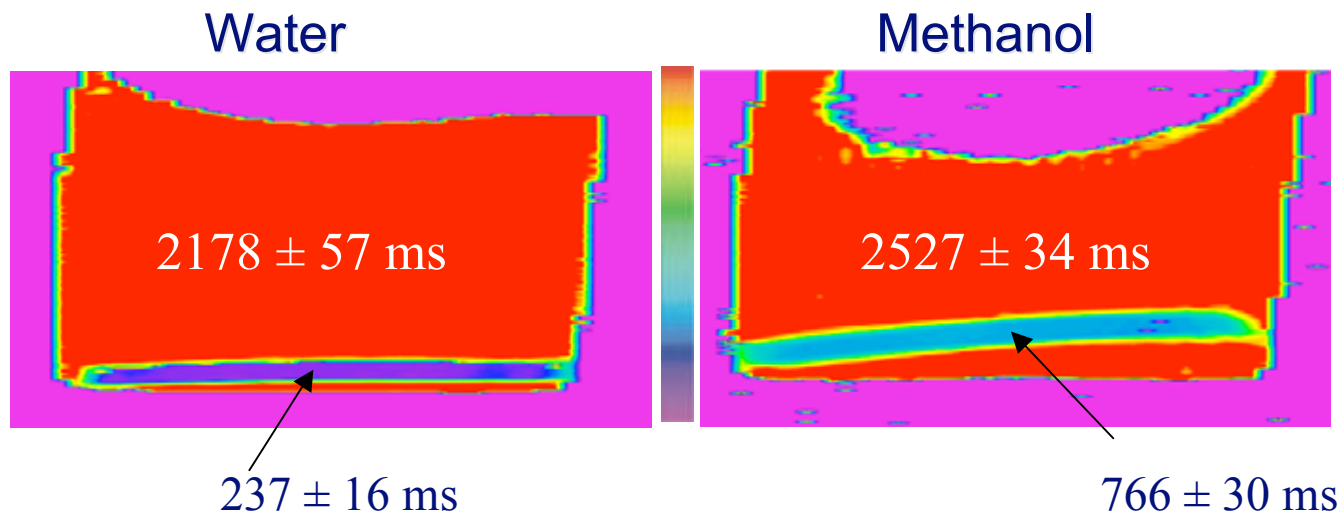 Water
Methanol
2178 ± 57 ms
2527 ± 34 ms
237 ± 16 ms
766 ± 30 ms